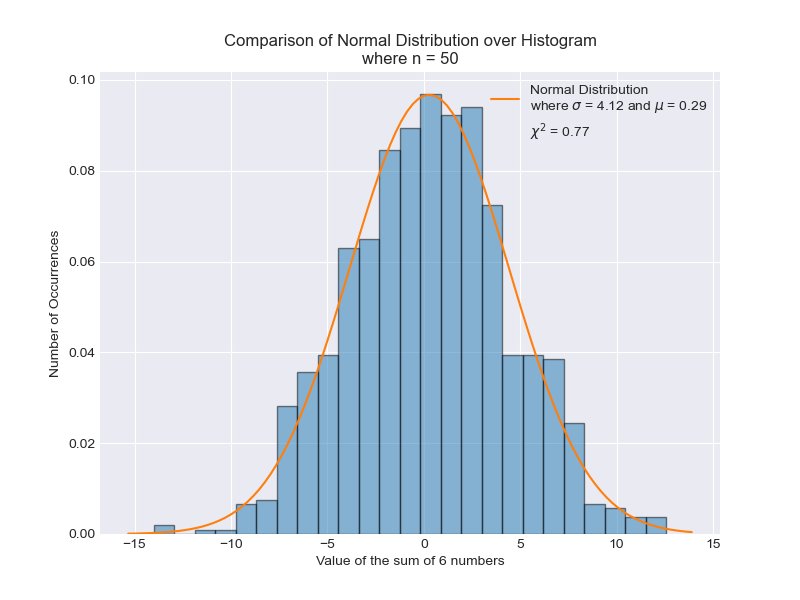 Comparison of Normal Distribution over Histogram
where n = 50
Normal Distribution
where σ = 4.12 and μ = 0.29
χ² = 0.77
Number of Occurrences
0.10
0.08
0.06
0.04
0.02
0.00
−15
−10
−5
0
5
10
15
Value of the sum of 6 numbers